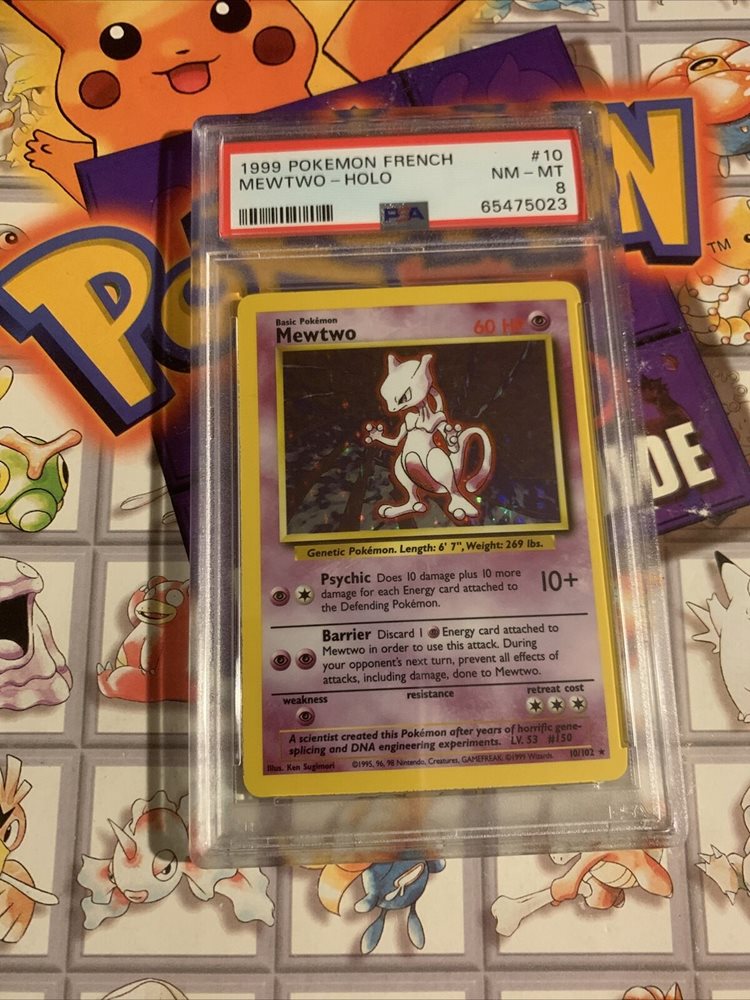 1999 POKEMON FRENCH #10
MEWTWO - HOLO NM - MT
8
PSA 65475023
PO N
TM
DE
Basic Pokémon
Mewtwo 60 HP
Genetic Pokémon. Length: 6' 7", Weight: 269 lbs.
Psychic Does 10 damage plus 10 more
damage for each Energy card attached to
the Defending Pokémon.
10+
Barrier Discard 1 Energy card attached to
Mewtwo in order to use this attack. During
your opponent's next turn, prevent all effects of
attacks, including damage, done to Mewtwo.
weakness resistance retreat cost
A scientist created this Pokémon after years of horrific gene-
splicing and DNA engineering experiments. LV. 53 #150
Illus. Ken Sugimori ©1995, 96, 98 Nintendo, Creatures, GAMEFREAK. ©1999 Wizards. 10/102 ★